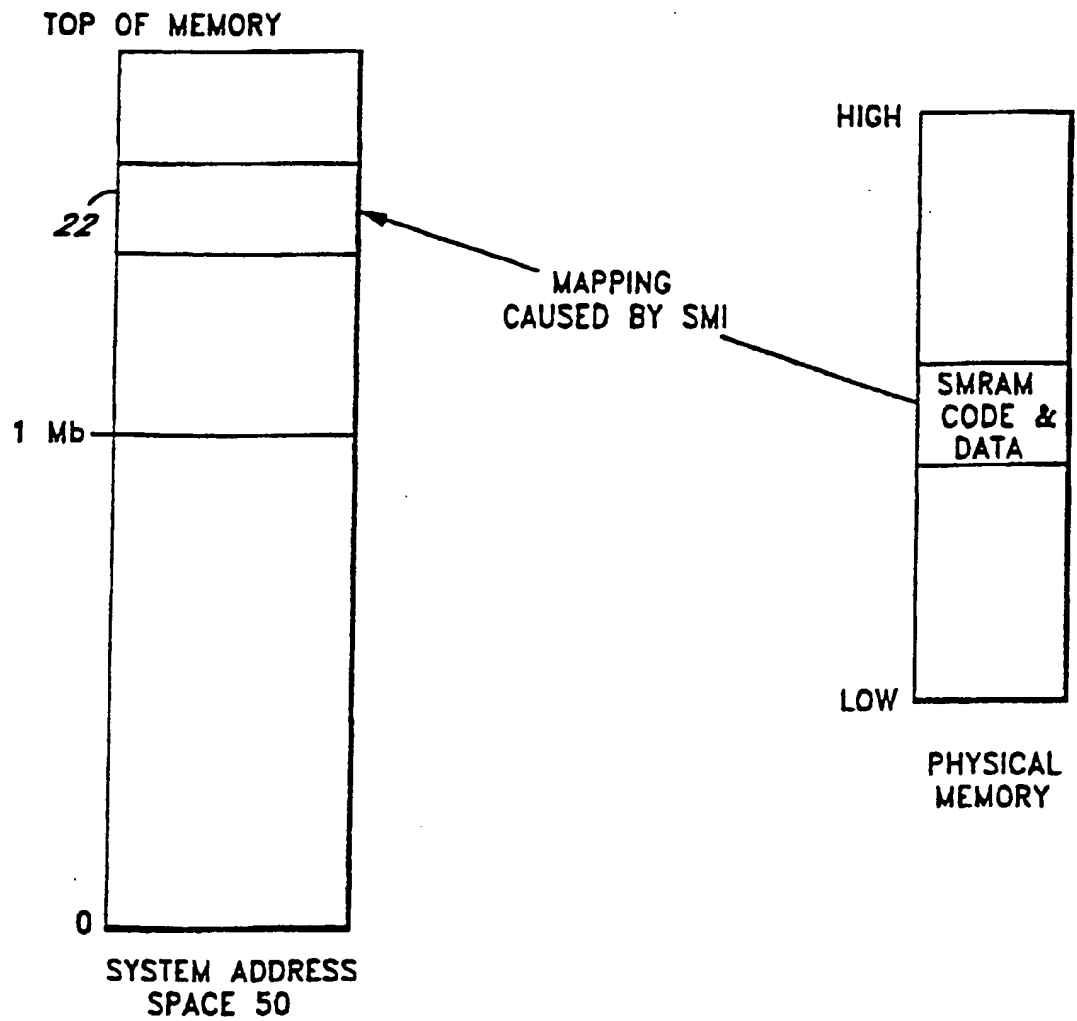 TOP OF MEMORY
22
1 Mb
0
SYSTEM ADDRESS
SPACE 50
MAPPING
CAUSED BY SMI
HIGH
SMRAM
CODE &
DATA
LOW
PHYSICAL
MEMORY